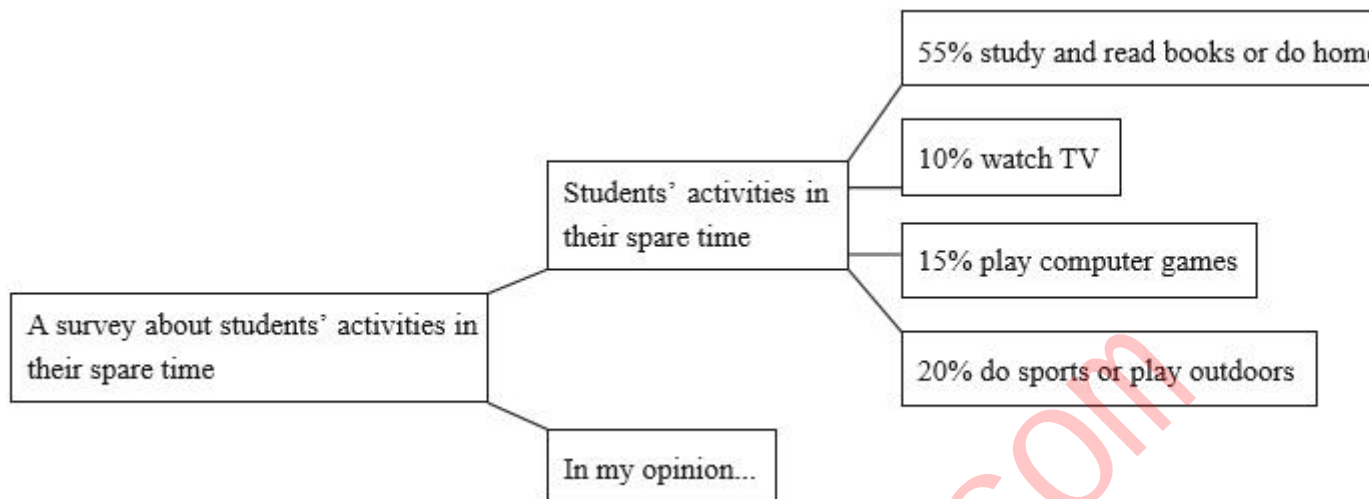 55% study and read books or do home
10% watch TV
Students’ activities in
their spare time
15% play computer games
A survey about students’ activities in
their spare time
20% do sports or play outdoors
In my opinion...
com